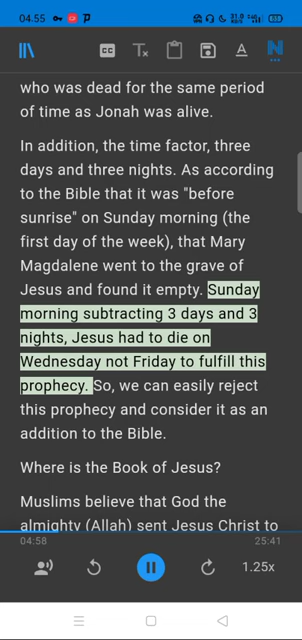 04.55
31.0
KB/S
CC
A
N
who was dead for the same period
of time as Jonah was alive.
In addition, the time factor, three
days and three nights. As according
to the Bible that it was "before
sunrise" on Sunday morning (the
first day of the week), that Mary
Magdalene went to the grave of
Jesus and found it empty. Sunday
morning subtracting 3 days and 3
nights, Jesus had to die on
Wednesday not Friday to fulfill this
prophecy. So, we can easily reject
this prophecy and consider it as an
addition to the Bible.
Where is the Book of Jesus?
Muslims believe that God the
almighty (Allah) sent Jesus Christ to
04:58
25:41
1.25x